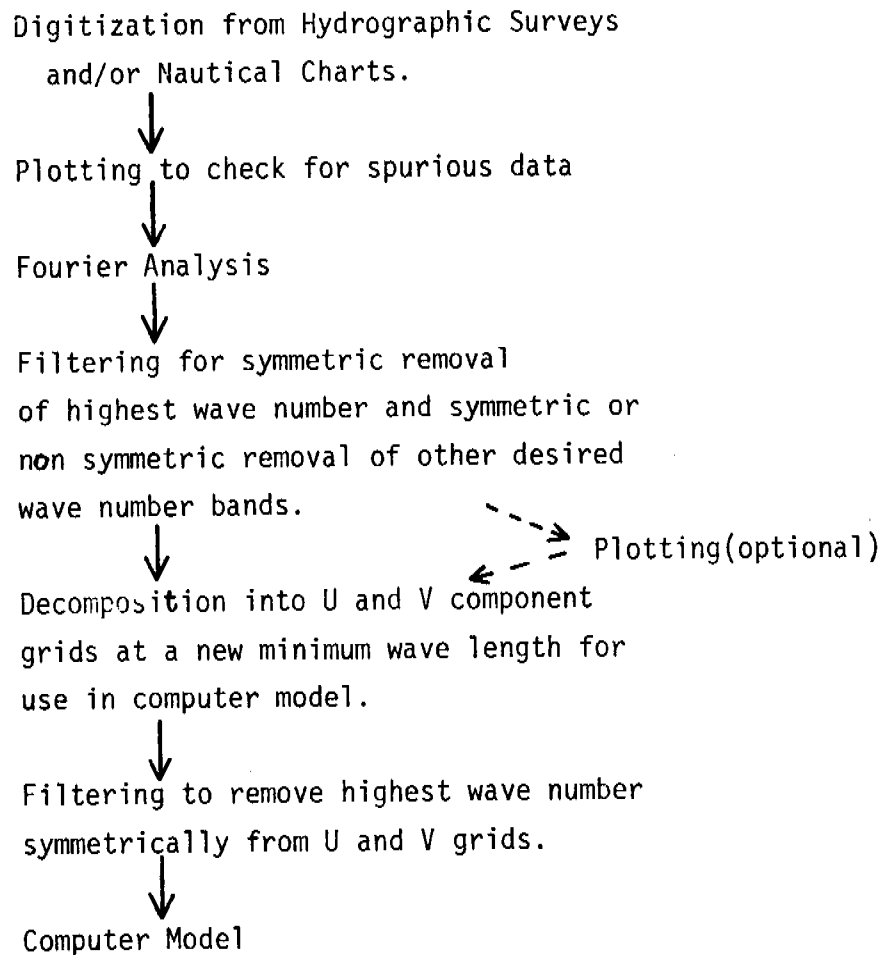 Digitization from Hydrographic Surveys
and/or Nautical Charts.
Plotting to check for spurious data
Fourier Analysis
Filtering for symmetric removal
of highest wave number and symmetric or
non symmetric removal of other desired
wave number bands.
Plotting(optional)
Decomposition into U and V component
grids at a new minimum wave length for
use in computer model.
Filtering to remove highest wave number
symmetrically from U and V grids.
Computer Model